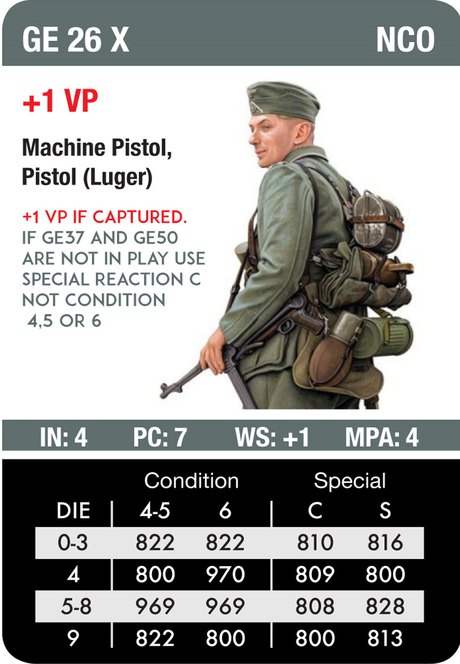 GE 26 X NCO
+1 VP
Machine Pistol,
Pistol (Luger)
+1 VP IF CAPTURED.
IF GE37 AND GE50
ARE NOT IN PLAY USE
SPECIAL REACTION C
NOT CONDITION
4,5 OR 6
IN: 4 PC: 7 WS: +1 MPA: 4
Condition Special
DIE 4-5 6 C S
0-3 822 822 810 816
4 800 970 809 800
5-8 969 969 808 828
9 822 800 800 813